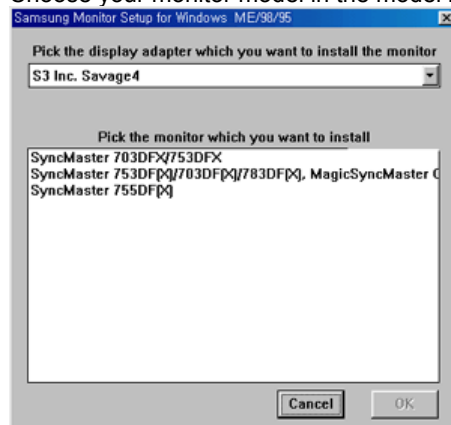 Choose your monitor model in the model
Samsung Monitor Setup for Windows ME/98/95
Pick the display adapter which you want to install the monitor
S3 Inc. Savage4
Pick the monitor which you want to install
SyncMaster 703DFX/753DFX
SyncMaster 753DF[X]/703DF[X]/783DF[X], MagicSyncMaster
SyncMaster 755DF[X]
Cancel
OK